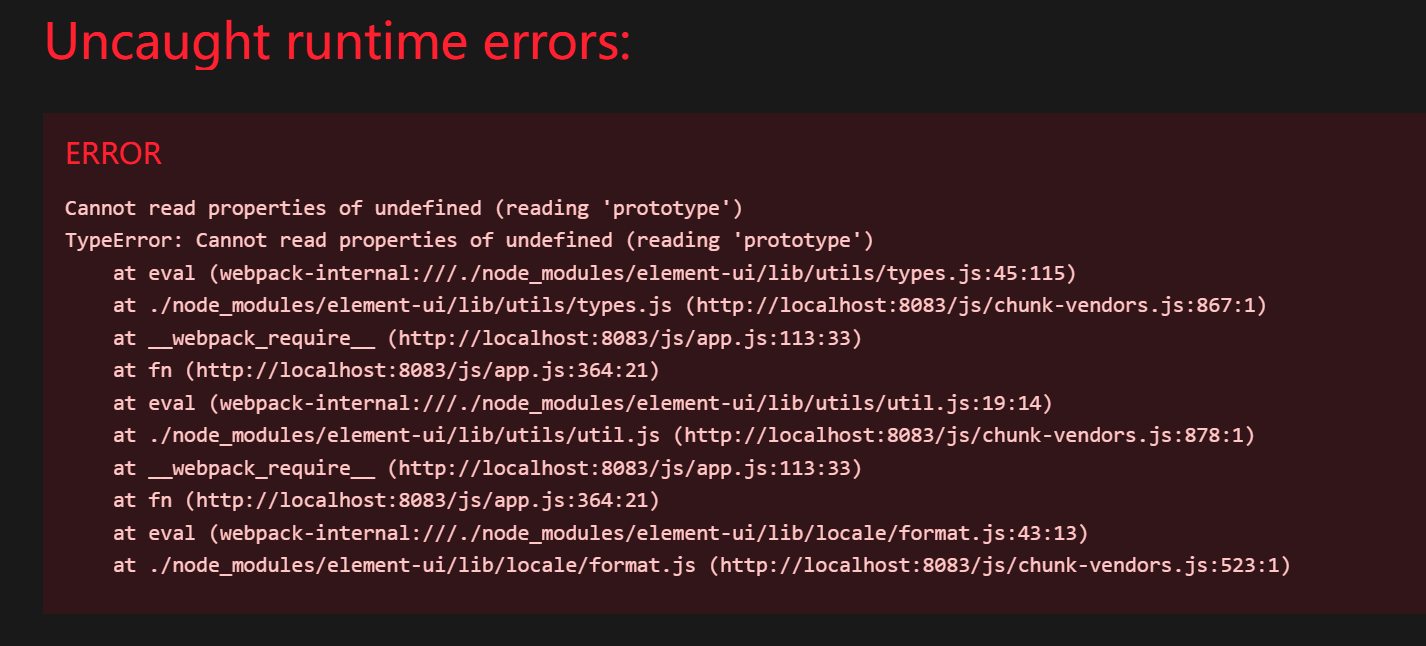 Uncaught runtime errors:
ERROR
Cannot read properties of undefined (reading 'prototype')
TypeError: Cannot read properties of undefined (reading 'prototype')
    at eval (webpack-internal:///./node_modules/element-ui/lib/utils/types.js:45:115)
    at ./node_modules/element-ui/lib/utils/types.js (http://localhost:8083/js/chunk-vendors.js:867:1)
    at __webpack_require__ (http://localhost:8083/js/app.js:113:33)
    at fn (http://localhost:8083/js/app.js:364:21)
    at eval (webpack-internal:///./node_modules/element-ui/lib/utils/util.js:19:14)
    at ./node_modules/element-ui/lib/utils/util.js (http://localhost:8083/js/chunk-vendors.js:878:1)
    at __webpack_require__ (http://localhost:8083/js/app.js:113:33)
    at fn (http://localhost:8083/js/app.js:364:21)
    at eval (webpack-internal:///./node_modules/element-ui/lib/locale/format.js:43:13)
    at ./node_modules/element-ui/lib/locale/format.js (http://localhost:8083/js/chunk-vendors.js:523:1)